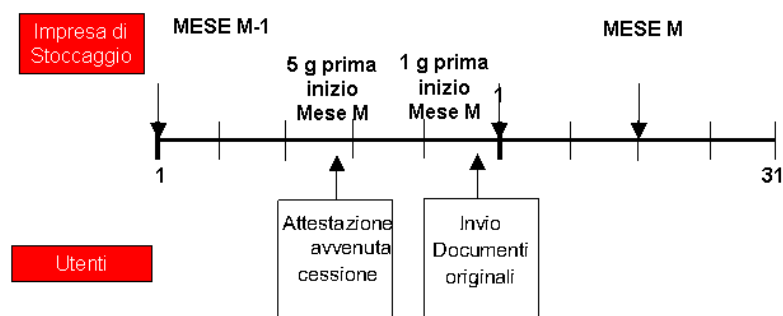 Impresa di
Stoccaggio
MESE M-1
MESE M
5 g prima
inizio
Mese M
1 g prima
inizio
Mese M
1
1
31
Attestazione
avvenuta
cessione
Invio
Documenti
originali
Utenti